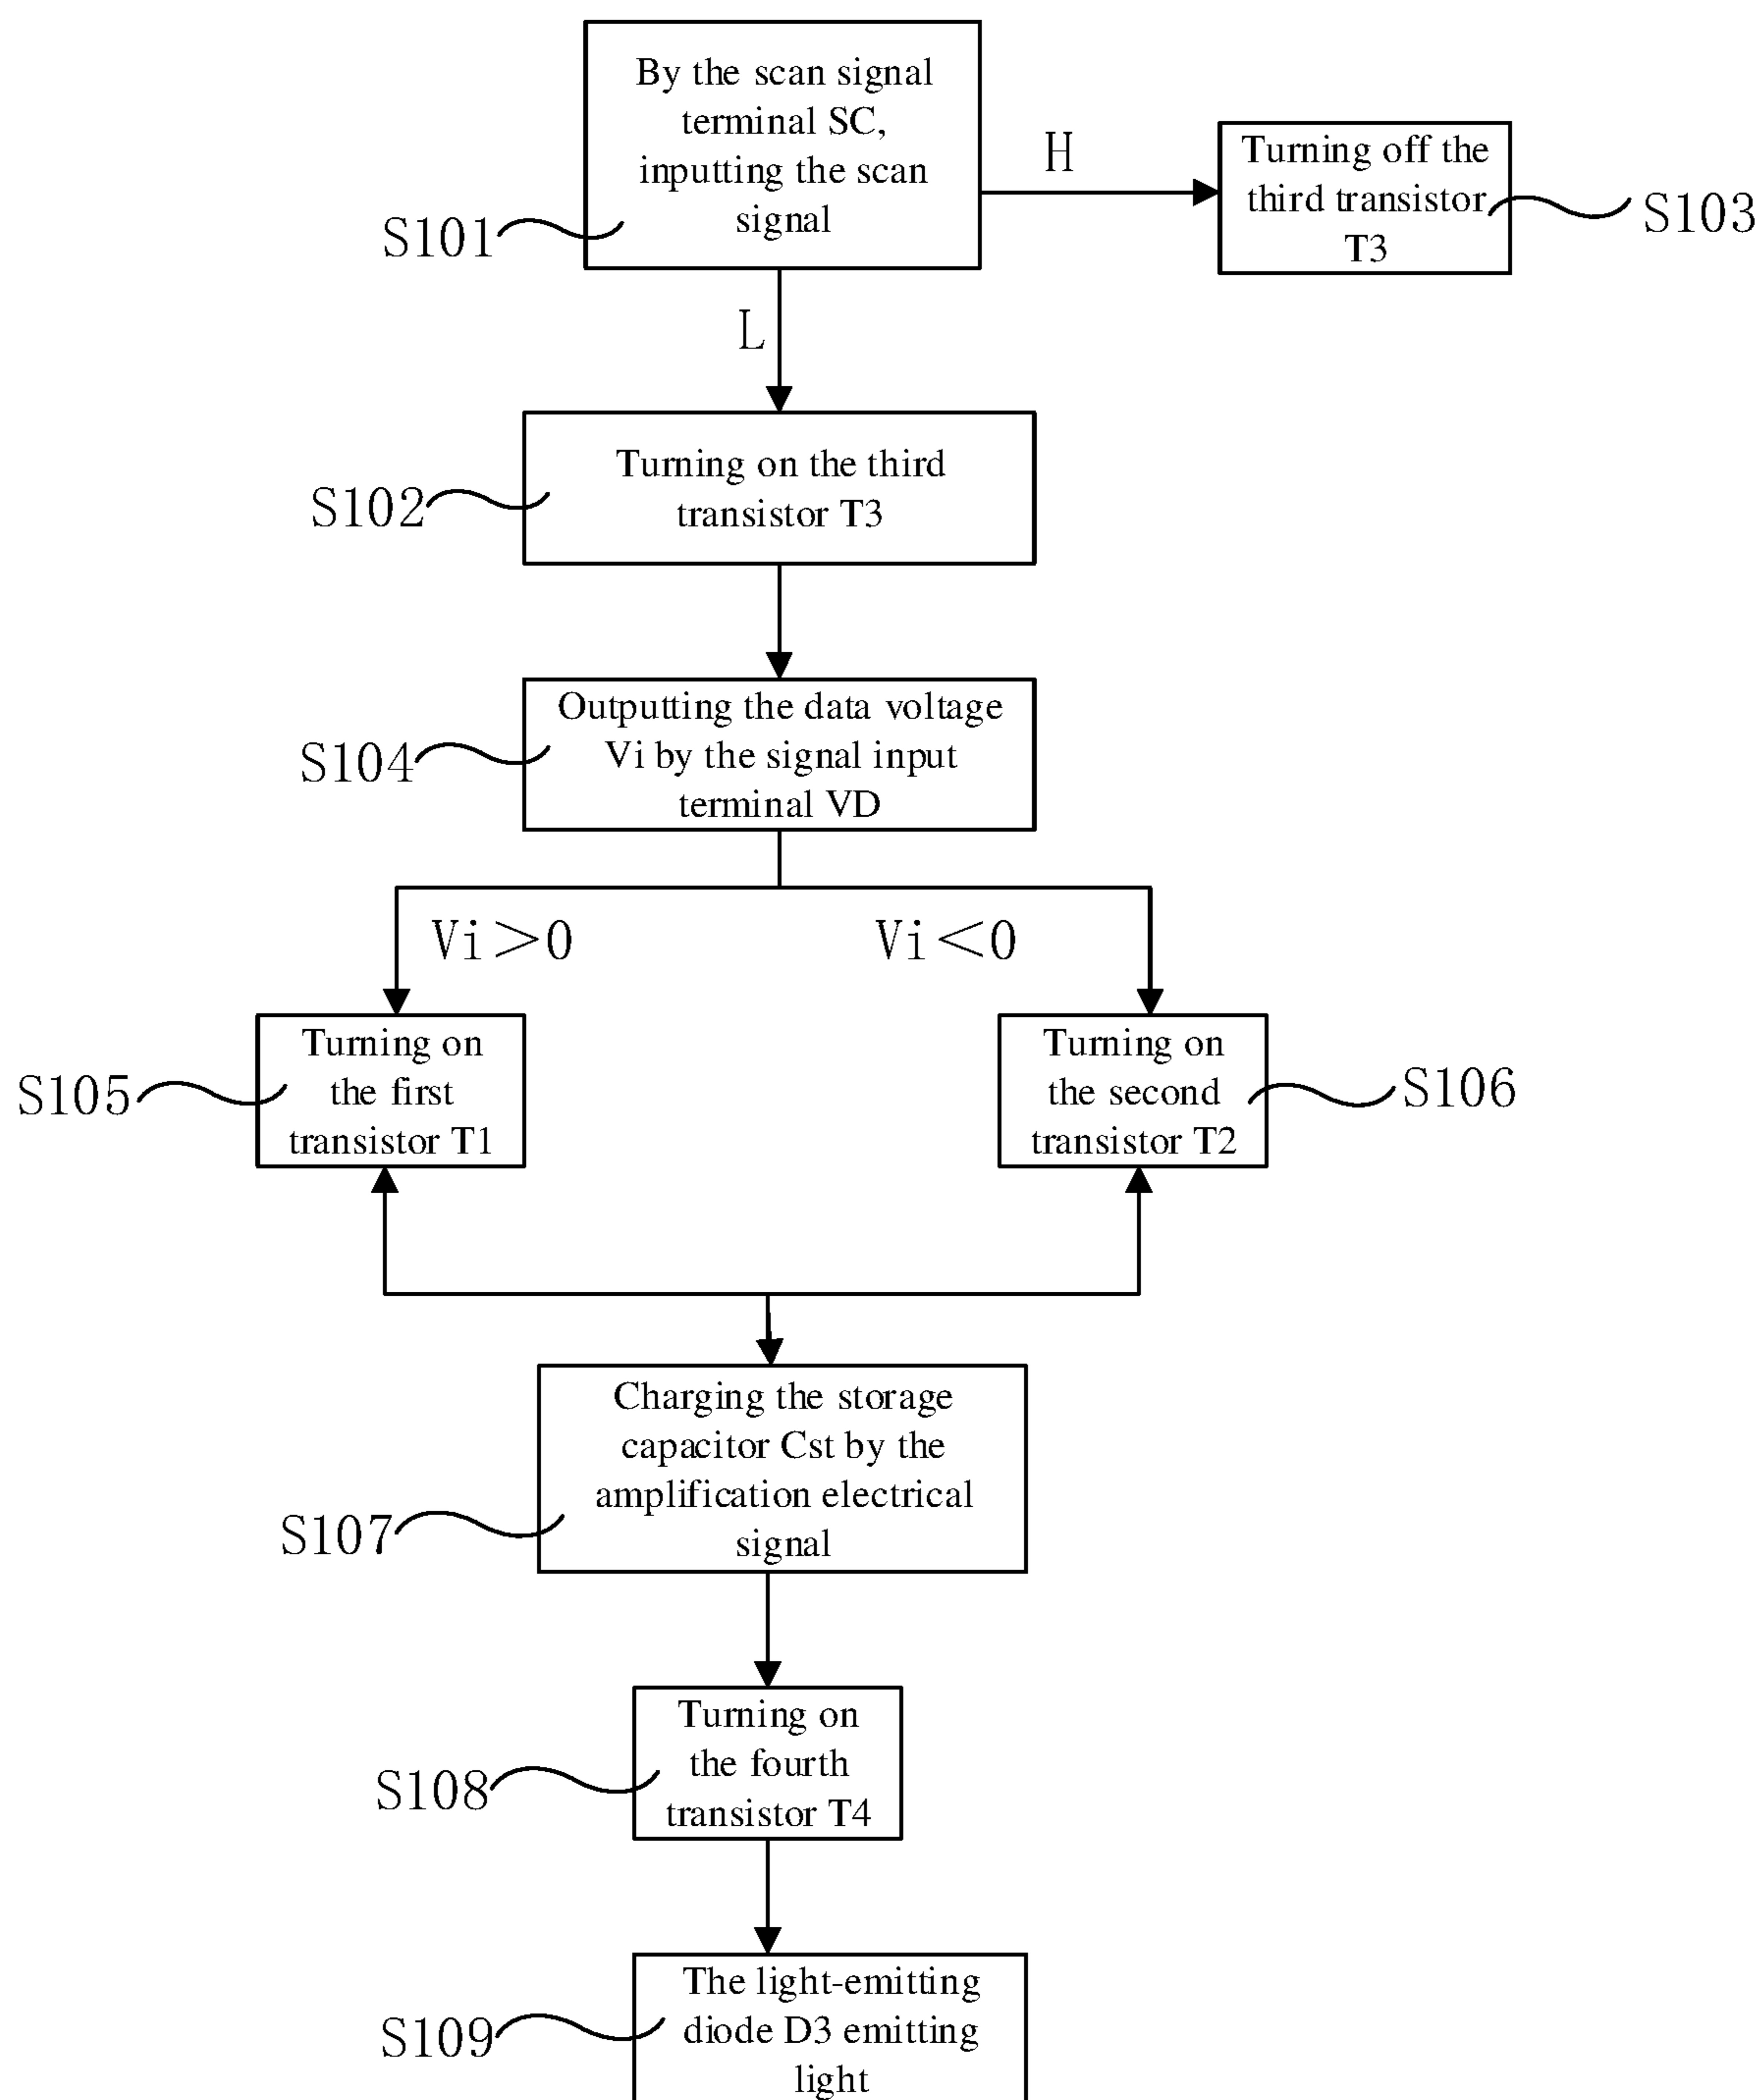 By the scan signal
terminal SC,
inputting the scan
signal
S101
H
Turning off the
third transistor
T3
S103
L
Turning on the third
transistor T3
S102
Outputting the data voltage
Vi by the signal input
terminal VD
S104
Vi>0
Vi<0
Turning on
the first
transistor T1
S105
Turning on
the second
transistor T2
S106
Charging the storage
capacitor Cst by the
amplification electrical
signal
S107
Turning on
the fourth
transistor T4
S108
The light-emitting
diode D3 emitting
light
S109